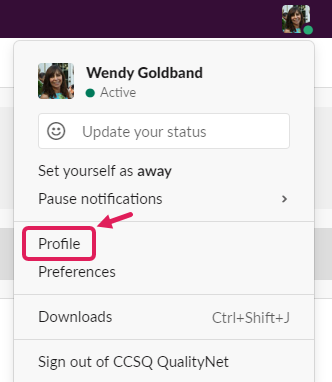 Wendy Goldband
Active
Update your status
Set yourself as away
Pause notifications
Profile
Preferences
Downloads Ctrl+Shift+J
Sign out of CCSQ QualityNet